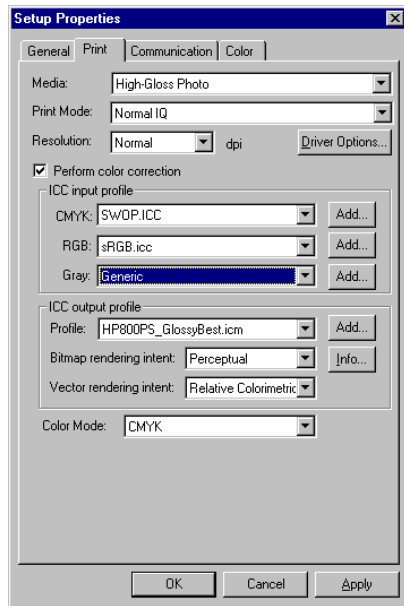 Setup Properties
General Print Communication Color
Media: High-Gloss Photo
Print Mode: Normal IQ
Resolution: Normal dpi Driver Options...
Perform color correction
ICC input profile
CMYK: SWOP.ICC Add...
RGB: sRGB.icc Add...
Gray: Generic Add...
ICC output profile
Profile: HP800PS_GlossyBest.icm Add...
Bitmap rendering intent: Perceptual Info...
Vector rendering intent: Relative Colorimetric
Color Mode: CMYK
OK Cancel Apply